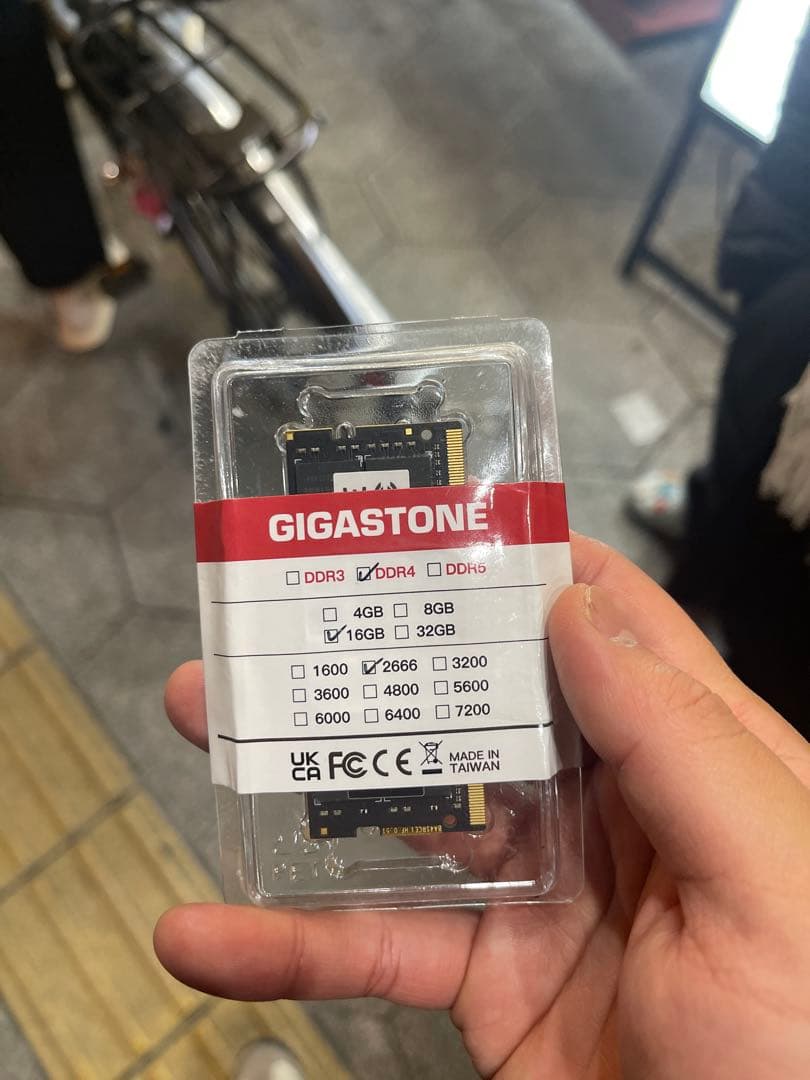 GIGASTONE
☐ DDR3 ☑ DDR4 ☐ DDR5
☐ 4GB ☐ 8GB
☑ 16GB ☐ 32GB
☐ 1600 ☑ 2666 ☐ 3200
☐ 3600 ☐ 4800 ☐ 5600
☐ 6000 ☐ 6400 ☐ 7200
UK
CA FC CE MADE IN
TAIWAN